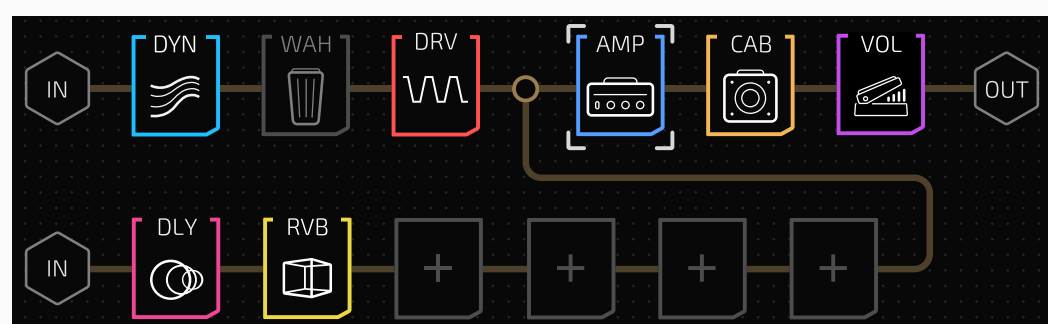 IN
DYN
WAH
DRV
AMP
CAB
VOL
OUT
IN
DLY
RVB
+
+
+
+